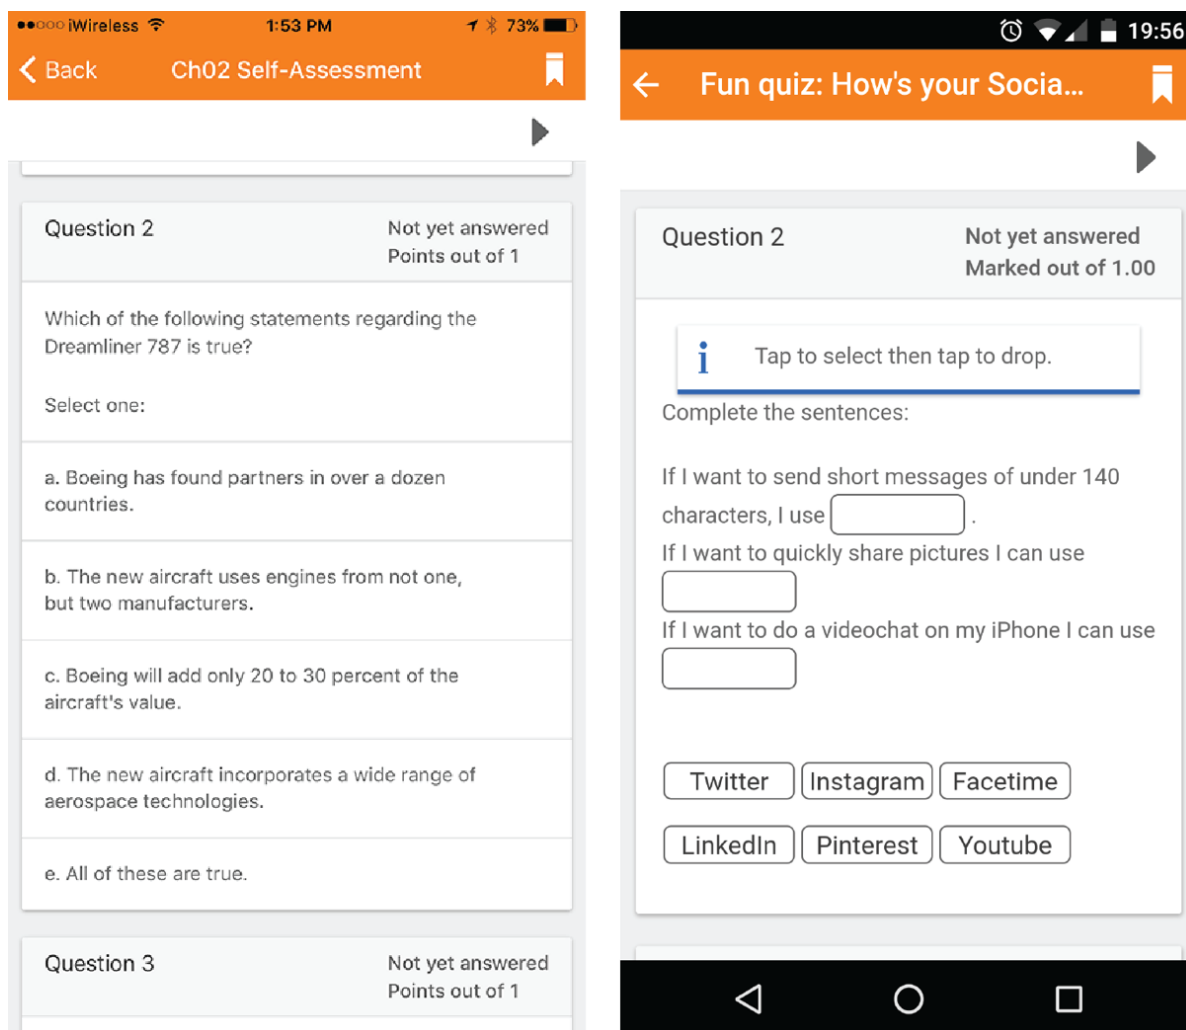 iWireless 1:53 PM 73%
Back Ch02 Self-Assessment
Question 2 Not yet answered
Points out of 1
Which of the following statements regarding the
Dreamliner 787 is true?
Select one:
a. Boeing has found partners in over a dozen
countries.
b. The new aircraft uses engines from not one,
but two manufacturers.
c. Boeing will add only 20 to 30 percent of the
aircraft's value.
d. The new aircraft incorporates a wide range of
aerospace technologies.
e. All of these are true.
Question 3 Not yet answered
Points out of 1
19:56
Fun quiz: How's your Socia...
Question 2 Not yet answered
Marked out of 1.00
i Tap to select then tap to drop.
Complete the sentences:
If I want to send short messages of under 140
characters, I use .
If I want to quickly share pictures I can use
If I want to do a videochat on my iPhone I can use
Twitter Instagram Facetime
LinkedIn Pinterest Youtube